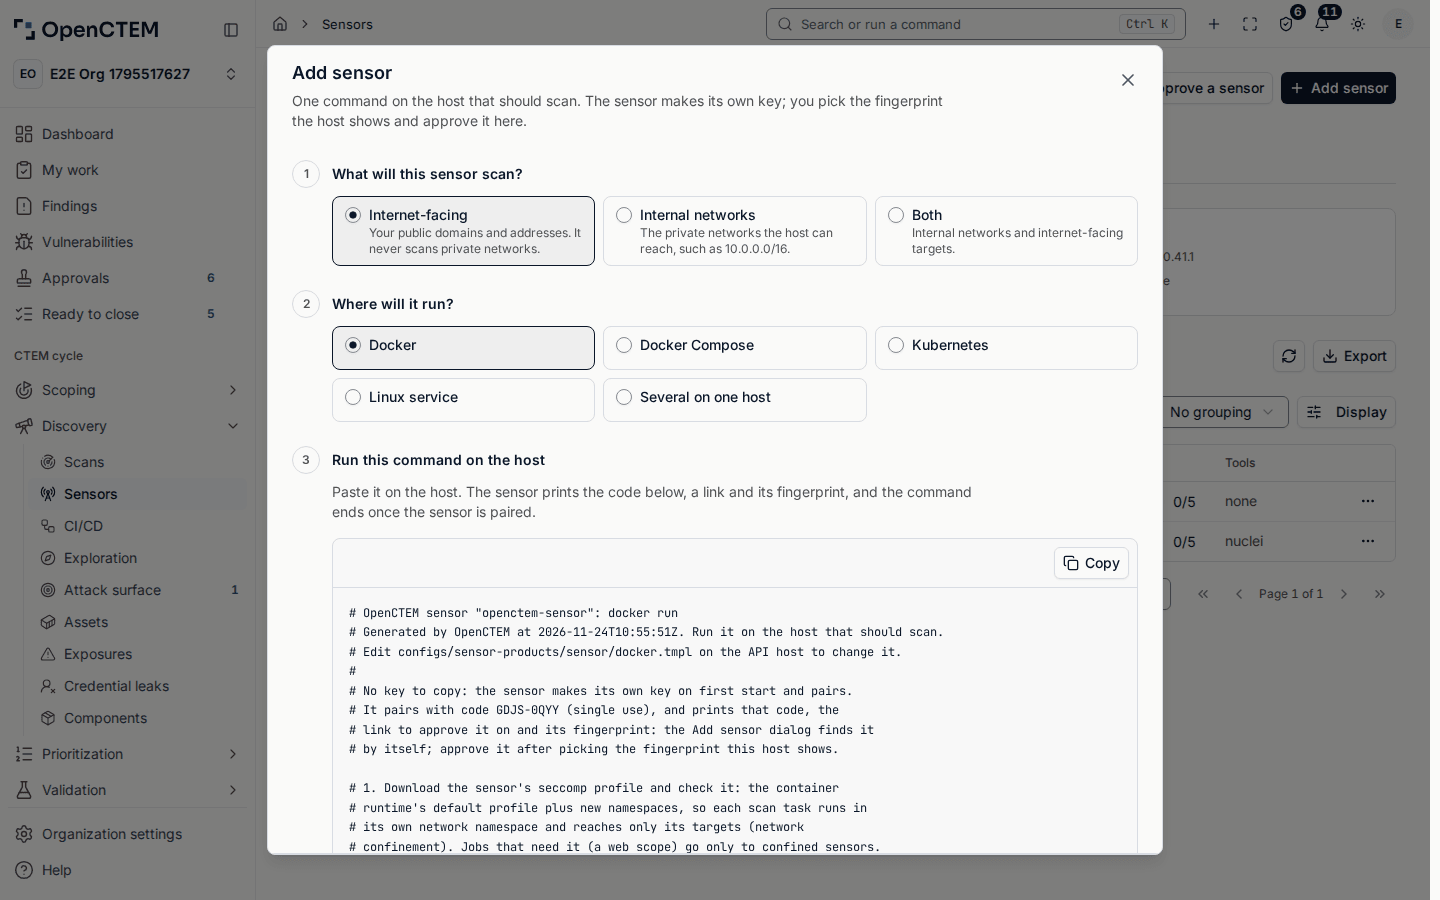 OpenCTEM
Sensors
Search or run a command
Ctrl K
6
11
E
EO
E2E Org 1795517627
Dashboard
My work
Findings
Vulnerabilities
Approvals
6
Ready to close
5
CTEM cycle
Scoping
Discovery
Scans
Sensors
CI/CD
Exploration
Attack surface
1
Assets
Exposures
Credential leaks
Components
Prioritization
Validation
Organization settings
Help
prove a sensor
Add sensor
0.41.1
e
Export
No grouping
Display
Tools
0/5
none
0/5
nuclei
Page 1 of 1
Add sensor
One command on the host that should scan. The sensor makes its own key; you pick the fingerprint
the host shows and approve it here.
1
What will this sensor scan?
Internet-facing
Your public domains and addresses. It
never scans private networks.
Internal networks
The private networks the host can
reach, such as 10.0.0.0/16.
Both
Internal networks and internet-facing
targets.
2
Where will it run?
Docker
Docker Compose
Kubernetes
Linux service
Several on one host
3
Run this command on the host
Paste it on the host. The sensor prints the code below, a link and its fingerprint, and the command
ends once the sensor is paired.
Copy
# OpenCTEM sensor "openctem-sensor": docker run
# Generated by OpenCTEM at 2026-11-24T10:55:51Z. Run it on the host that should scan.
# Edit configs/sensor-products/sensor/docker.tmpl on the API host to change it.
#
# No key to copy: the sensor makes its own key on first start and pairs.
# It pairs with code GDJS-0QYY (single use), and prints that code, the
# link to approve it on and its fingerprint: the Add sensor dialog finds it
# by itself; approve it after picking the fingerprint this host shows.
# 1. Download the sensor's seccomp profile and check it: the container
# runtime's default profile plus new namespaces, so each scan task runs in
# its own network namespace and reaches only its targets (network
# confinement). Jobs that need it (a web scope) go only to confined sensors.